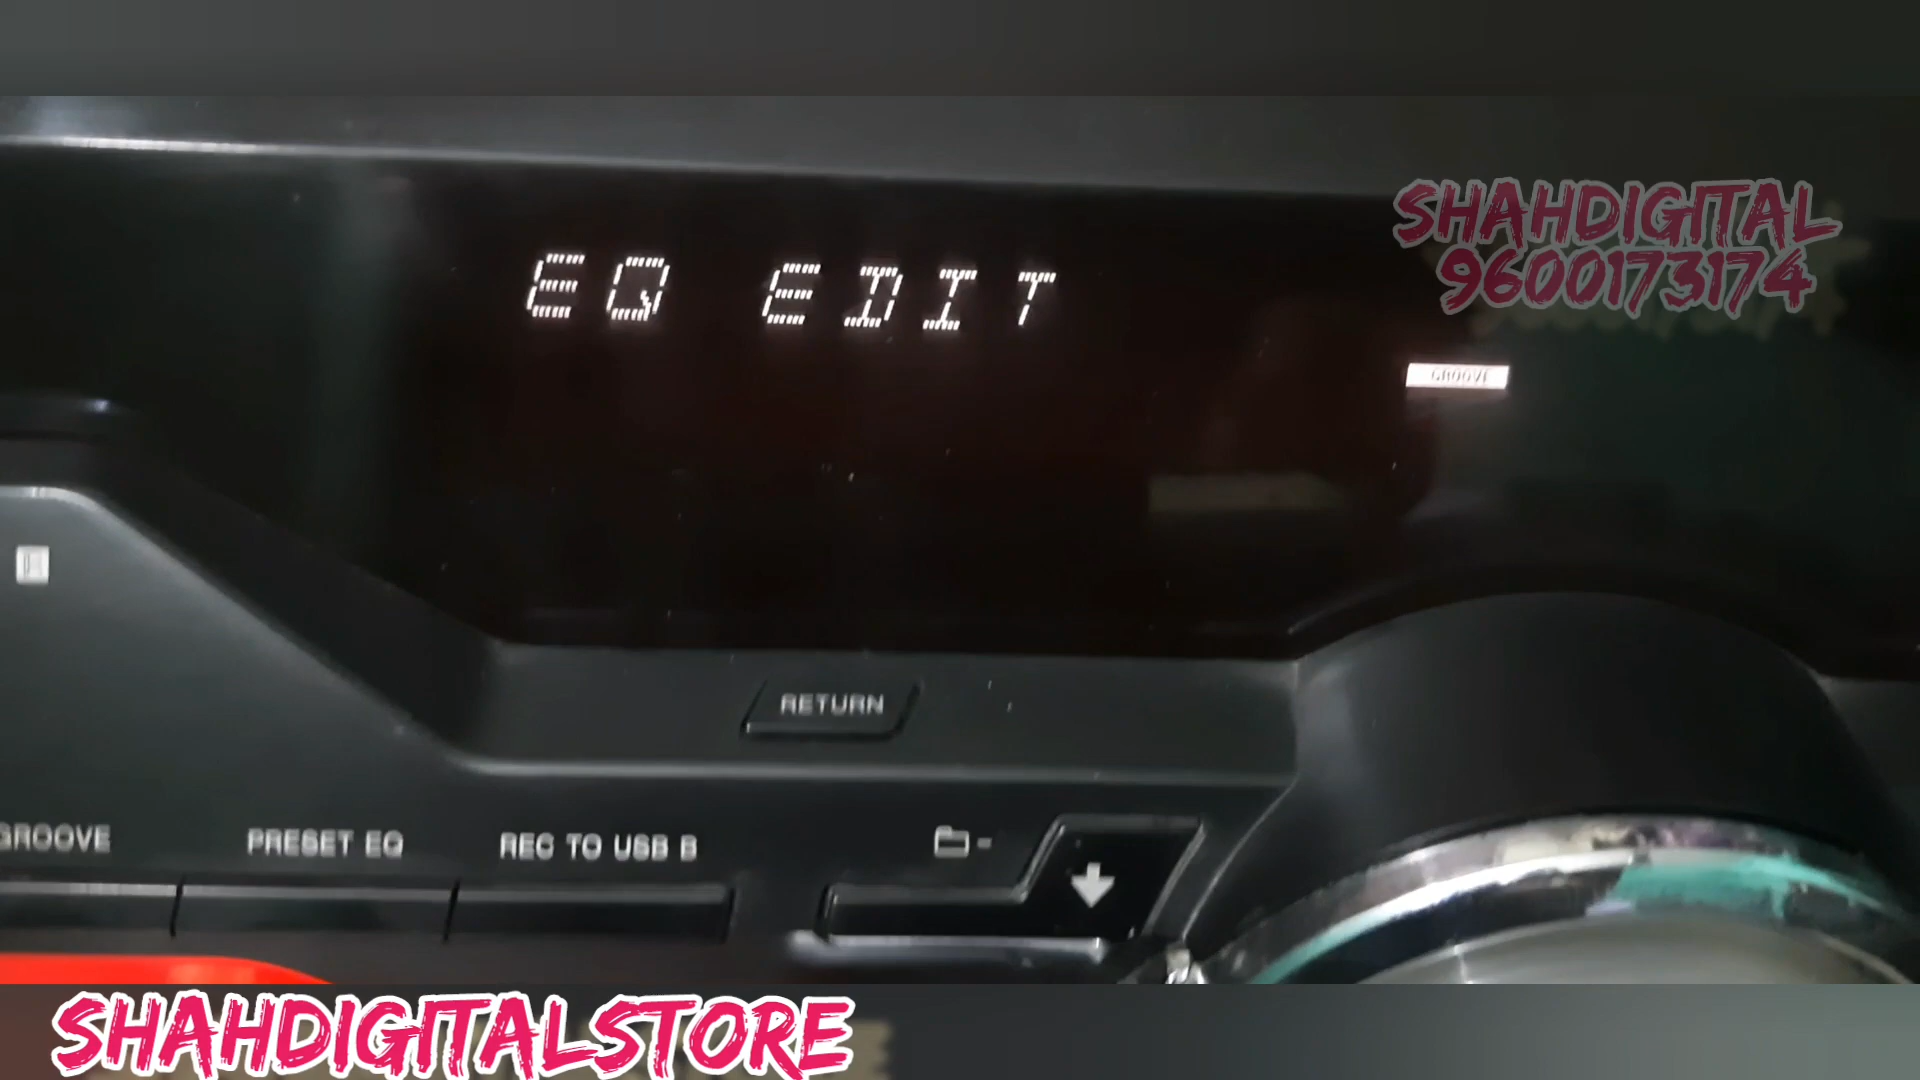 SHAHDIGITAL
9600173174
EQ EDIT
GROOVE
RETURN
GROOVE
PRESET EQ
REC TO USB B
SHAHDIGITALSTORE